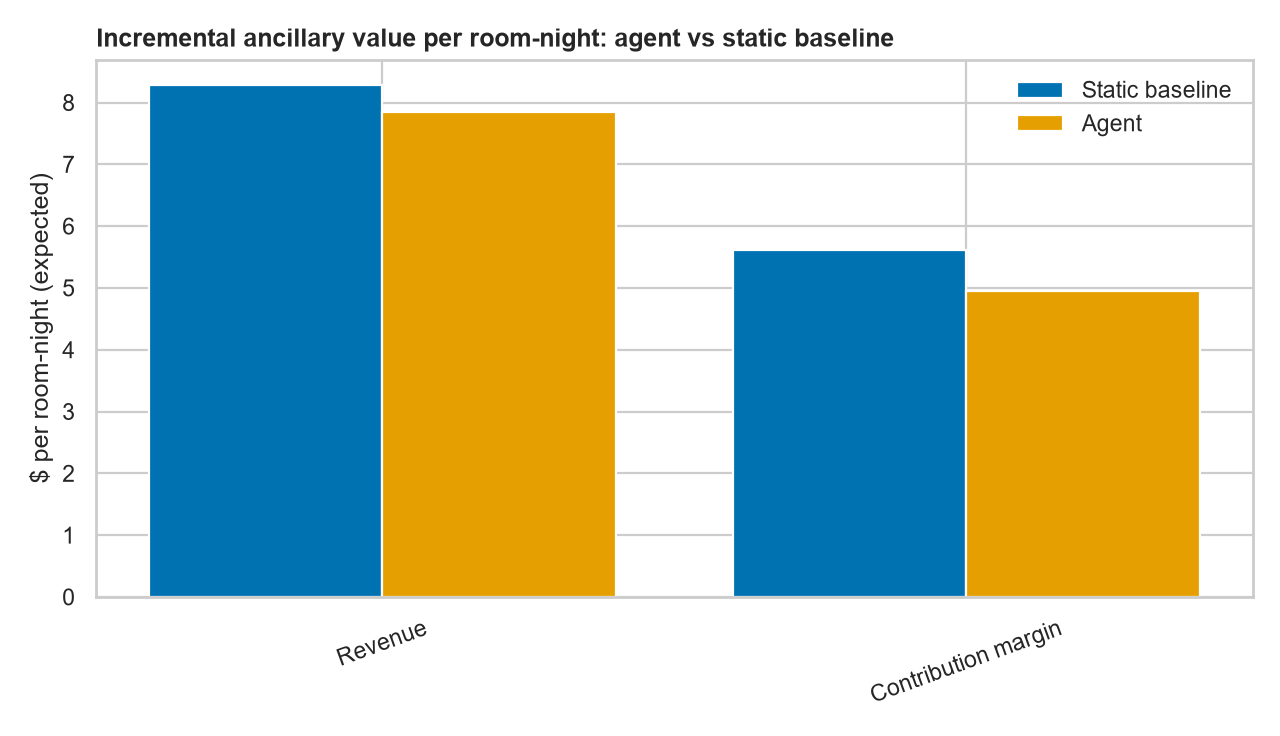 Incremental ancillary value per room-night: agent vs static baseline
Static baseline
Agent
$ per room-night (expected)
8
7
6
5
4
3
2
1
0
Revenue
Contribution margin